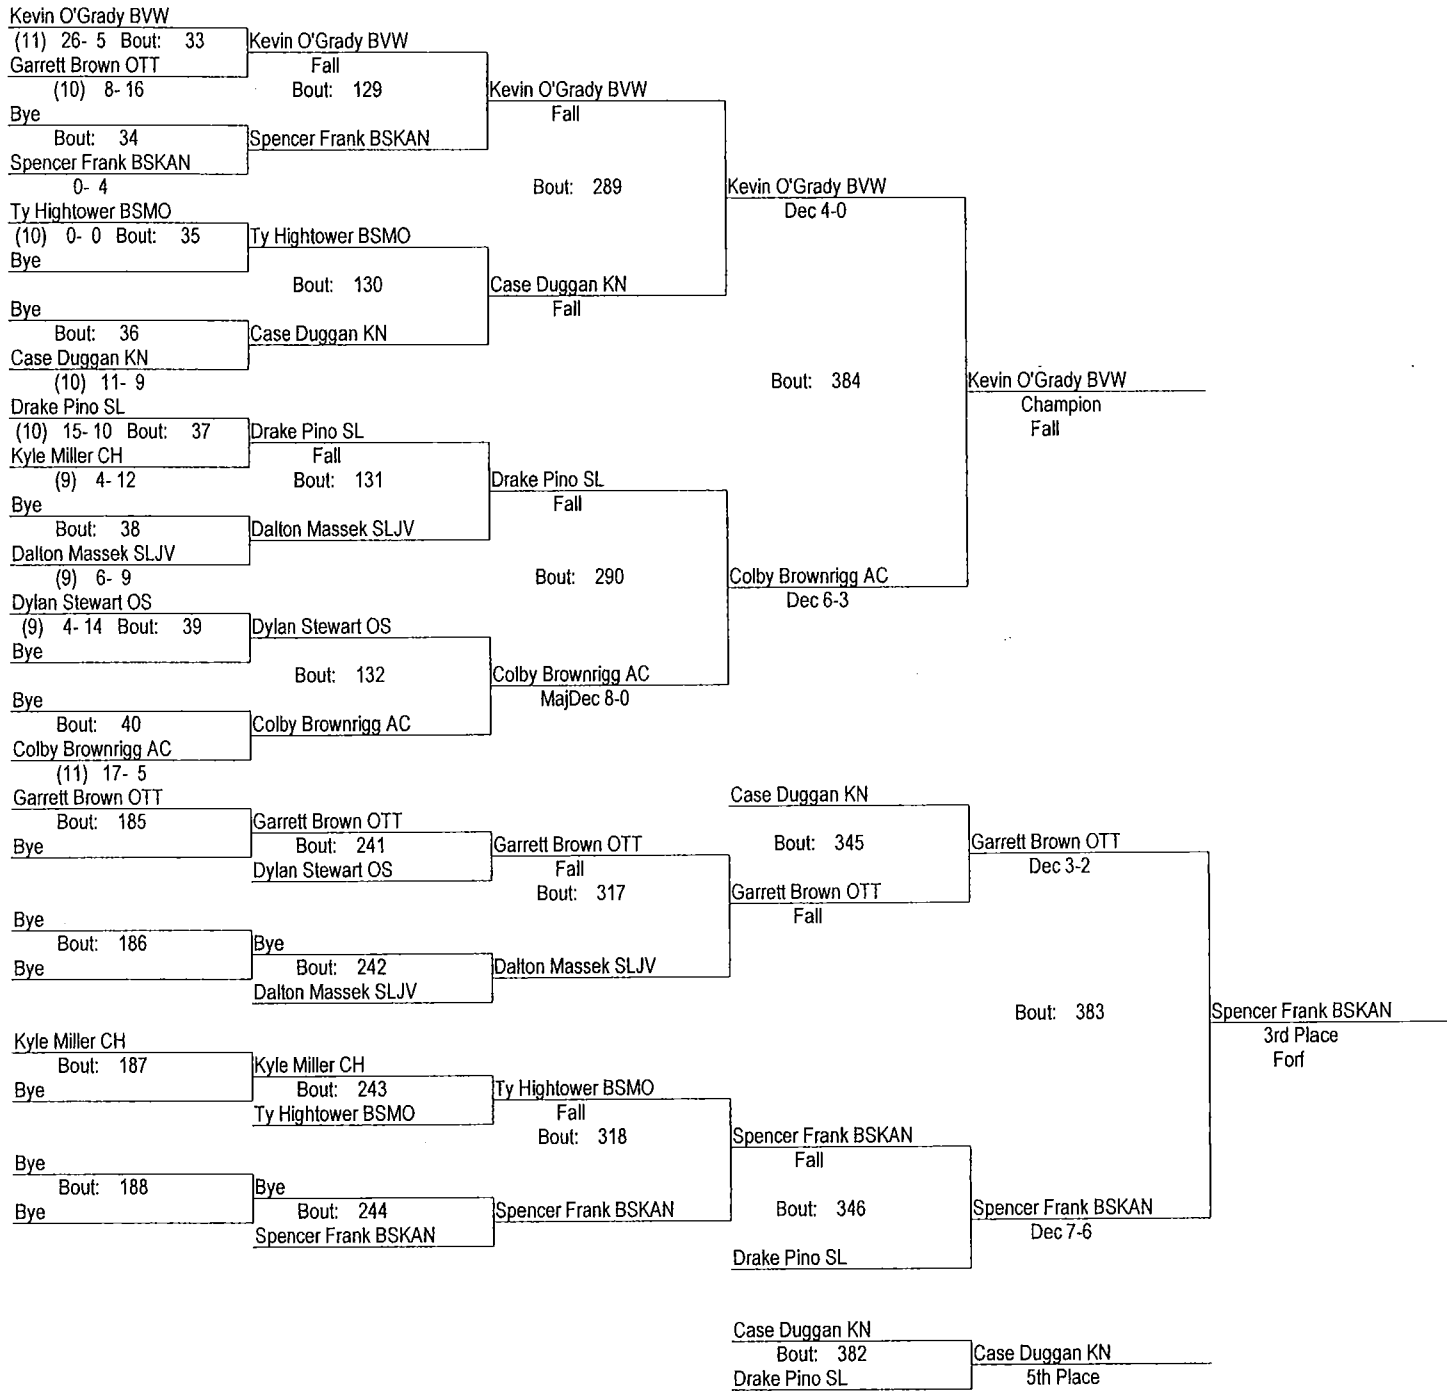 Kevin O'Grady BVW
(11) 26- 5 Bout: 33
Garrett Brown OTT
(10) 8- 16
Bye
Bout: 34
Spencer Frank BSKAN
0- 4
Ty Hightower BSMO
(10) 0- 0 Bout: 35
Bye
Bye
Bout: 36
Case Duggan KN
(10) 11- 9
Drake Pino SL
(10) 15- 10 Bout: 37
Kyle Miller CH
(9) 4- 12
Bye
Bout: 38
Dalton Massek SLJV
(9) 6- 9
Dylan Stewart OS
(9) 4- 14 Bout: 39
Bye
Bye
Bout: 40
Colby Brownrigg AC
(11) 17- 5
Kevin O'Grady BVW
Fall
Bout: 129
Spencer Frank BSKAN
Ty Hightower BSMO
Bout: 130
Case Duggan KN
Drake Pino SL
Fall
Bout: 131
Dalton Massek SLJV
Dylan Stewart OS
Bout: 132
Colby Brownrigg AC
Kevin O'Grady BVW
Fall
Bout: 289
Case Duggan KN
Fall
Drake Pino SL
Fall
Bout: 290
Colby Brownrigg AC
MajDec 8-0
Kevin O'Grady BVW
Dec 4-0
Bout: 384
Colby Brownrigg AC
Dec 6-3
Kevin O'Grady BVW
Champion
Fall
Garrett Brown OTT
Bout: 185
Bye
Bye
Bout: 186
Bye
Kyle Miller CH
Bout: 187
Bye
Bye
Bout: 188
Bye
Garrett Brown OTT
Bout: 241
Dylan Stewart OS
Bye
Bout: 242
Dalton Massek SLJV
Kyle Miller CH
Bout: 243
Ty Hightower BSMO
Bye
Bout: 244
Spencer Frank BSKAN
Garrett Brown OTT
Fall
Bout: 317
Dalton Massek SLJV
Ty Hightower BSMO
Fall
Bout: 318
Spencer Frank BSKAN
Case Duggan KN
Bout: 345
Garrett Brown OTT
Fall
Spencer Frank BSKAN
Fall
Bout: 346
Drake Pino SL
Garrett Brown OTT
Dec 3-2
Bout: 383
Spencer Frank BSKAN
Dec 7-6
Spencer Frank BSKAN
3rd Place
Forf
Case Duggan KN
Bout: 382
Drake Pino SL
Case Duggan KN
5th Place